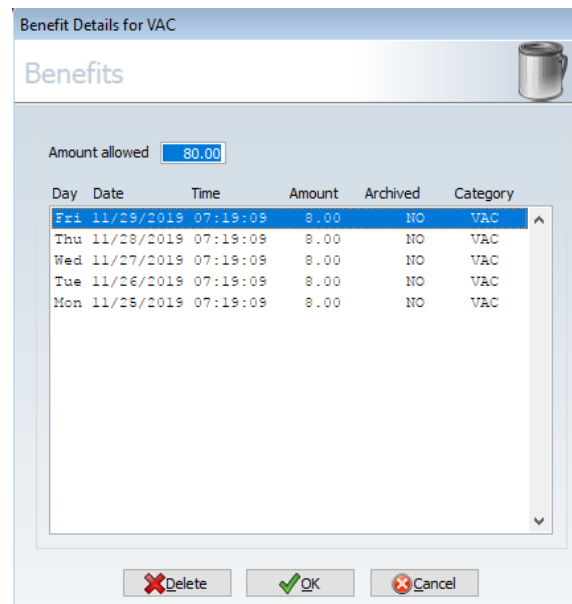 Benefit Details for VAC
Benefits
Amount allowed 80.00
Day Date Time Amount Archived Category
Fri 11/29/2019 07:19:09 8.00 NO VAC
Thu 11/28/2019 07:19:09 8.00 NO VAC
Wed 11/27/2019 07:19:09 8.00 NO VAC
Tue 11/26/2019 07:19:09 8.00 NO VAC
Mon 11/25/2019 07:19:09 8.00 NO VAC
Delete OK Cancel